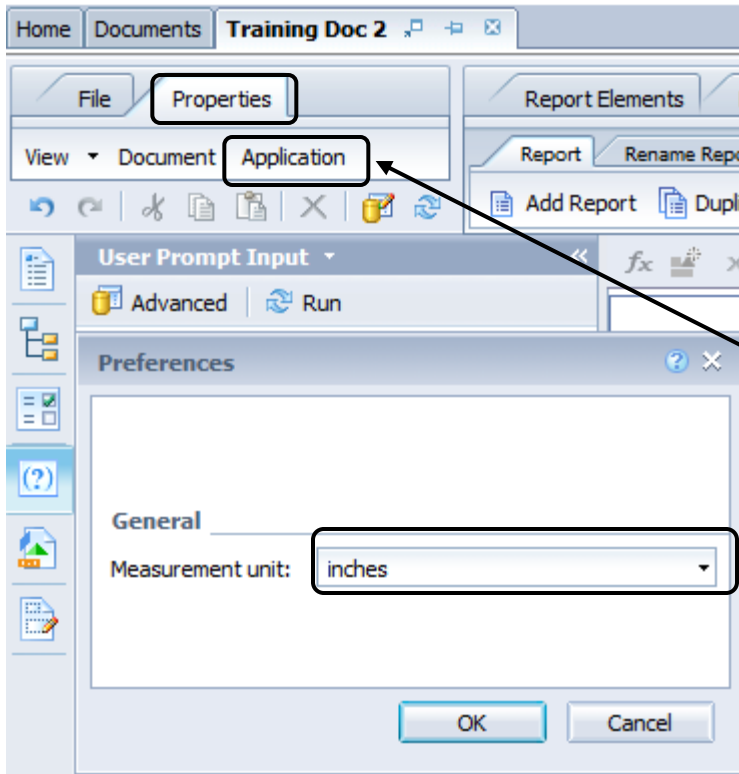 Home Documents Training Doc 2
File Properties Report Elements
View Document Application Report Rename Repo
Add Report Dupli
User Prompt Input
Advanced Run
Preferences
General
Measurement unit: inches
OK Cancel